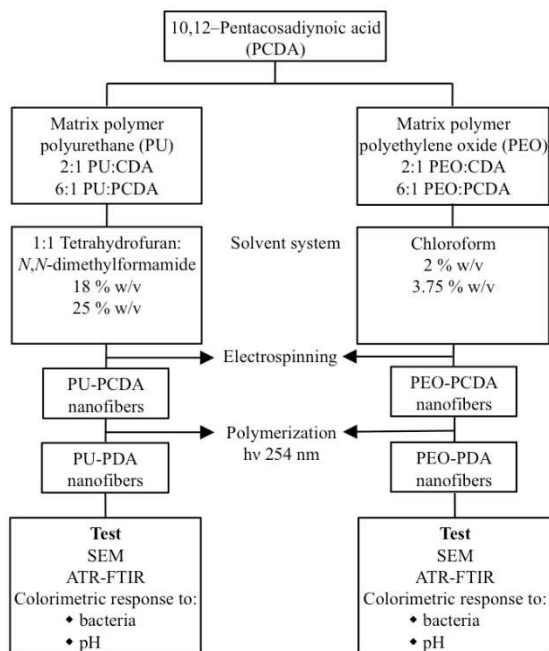 10,12–Pentacosadiynoic acid
(PCDA)
Matrix polymer
polyurethane (PU)
2:1 PU:CDA
6:1 PU:PCDA
Matrix polymer
polyethylene oxide (PEO)
2:1 PEO:CDA
6:1 PEO:PCDA
1:1 Tetrahydrofuran:
N,N-dimethylformamide
18 % w/v
25 % w/v
Solvent system
Chloroform
2 % w/v
3.75 % w/v
Electrospinning
PU-PCDA
nanofibers
PEO-PCDA
nanofibers
Polymerization
hν 254 nm
PU-PDA
nanofibers
PEO-PDA
nanofibers
Test
SEM
ATR-FTIR
Colorimetric response to:
◆ bacteria
◆ pH
Test
SEM
ATR-FTIR
Colorimetric response to:
◆ bacteria
◆ pH